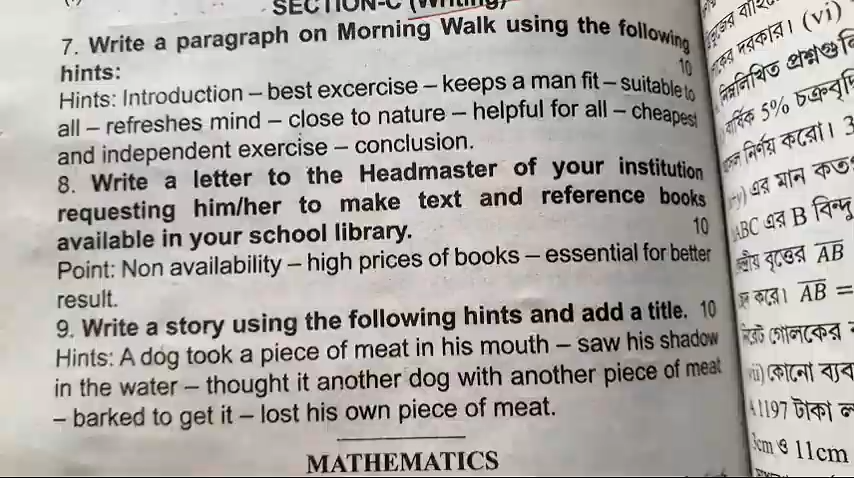 SECTION-C (Writing)
7. Write a paragraph on Morning Walk using the following
hints: 10
Hints: Introduction – best excercise – keeps a man fit – suitable to
all – refreshes mind – close to nature – helpful for all – cheapest
and independent exercise – conclusion.
8. Write a letter to the Headmaster of your institution
requesting him/her to make text and reference books
available in your school library. 10
Point: Non availability – high prices of books – essential for better
result.
9. Write a story using the following hints and add a title. 10
Hints: A dog took a piece of meat in his mouth – saw his shadow
in the water – thought it another dog with another piece of meat
– barked to get it – lost his own piece of meat.
MATHEMATICS
দরকার। (vi)
নিম্নলিখিত
বার্ষিক 5%
নির্ণয় করো। 3
এর মান
ABC এর B বিন্দু
বৃত্তের AB
করো। AB =
গোলকের
কোনো
1197 টাকা
3cm ও 11cm